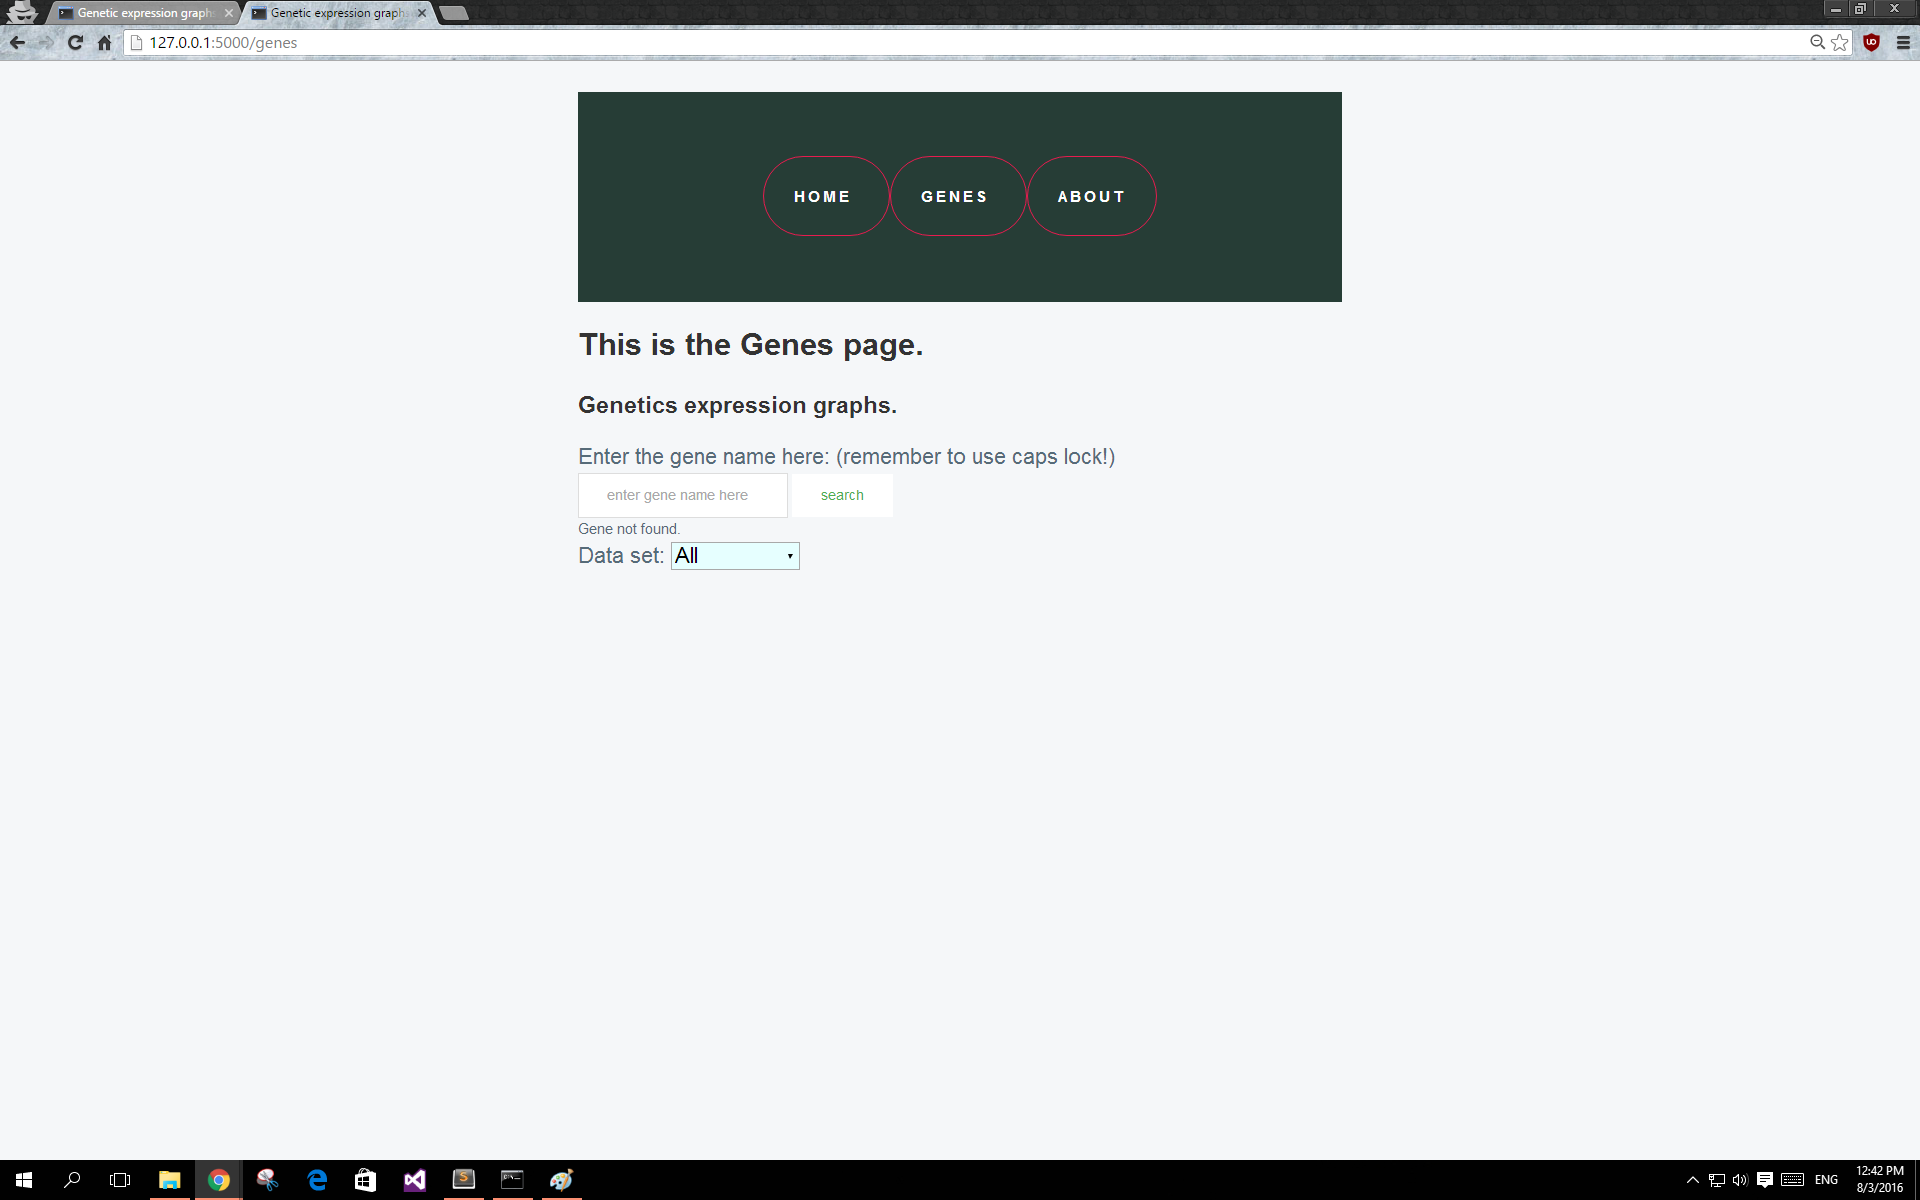 Genetic expression graph
Genetic expression graph
127.0.0.1:5000/genes
HOME GENES ABOUT
This is the Genes page.
Genetics expression graphs.
Enter the gene name here: (remember to use caps lock!)
enter gene name here search
Gene not found.
Data set: All
ENG
12:42 PM
8/3/2016